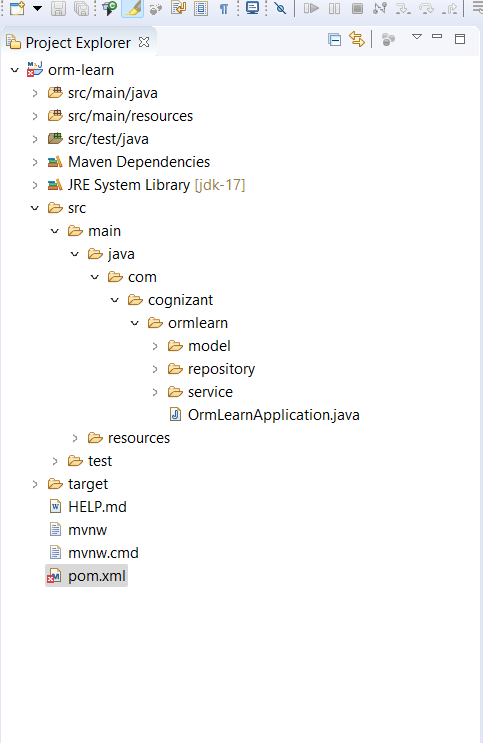 Project Explorer
orm-learn
src/main/java
src/main/resources
src/test/java
Maven Dependencies
JRE System Library [jdk-17]
src
main
java
com
cognizant
ormlearn
model
repository
service
OrmLearnApplication.java
resources
test
target
HELP.md
mvnw
mvnw.cmd
pom.xml